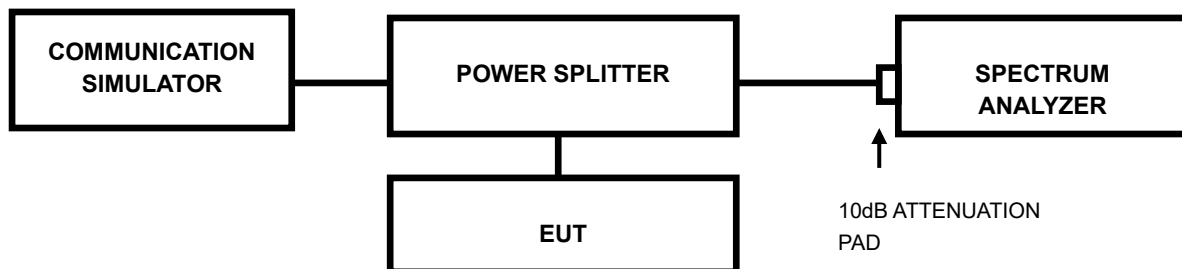 COMMUNICATION
SIMULATOR
POWER SPLITTER
SPECTRUM
ANALYZER
10dB ATTENUATION
PAD
EUT